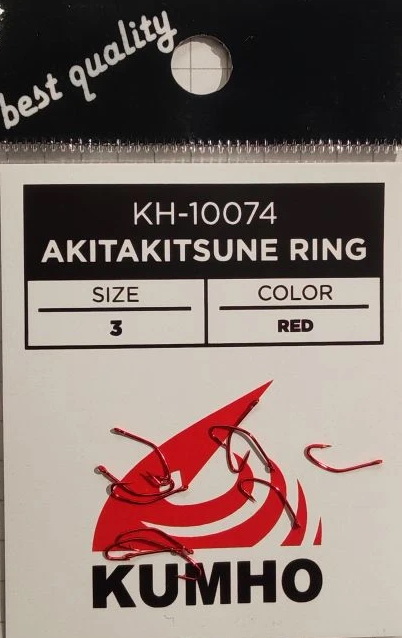 best quality
KH-10074
AKITAKITSUNE RING
SIZE
COLOR
3
RED
KUMHO